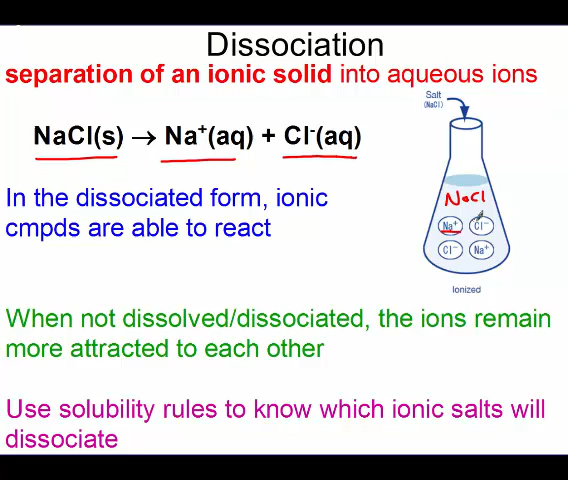 Dissociation
separation of an ionic solid into aqueous ions
Salt
(NaCl)
NaCl(s) → Na⁺(aq) + Cl⁻(aq)
In the dissociated form, ionic
cmpds are able to react
NaCl
Na⁺ Cl⁻
Cl⁻ Na⁺
Ionized
When not dissolved/dissociated, the ions remain
more attracted to each other
Use solubility rules to know which ionic salts will
dissociate